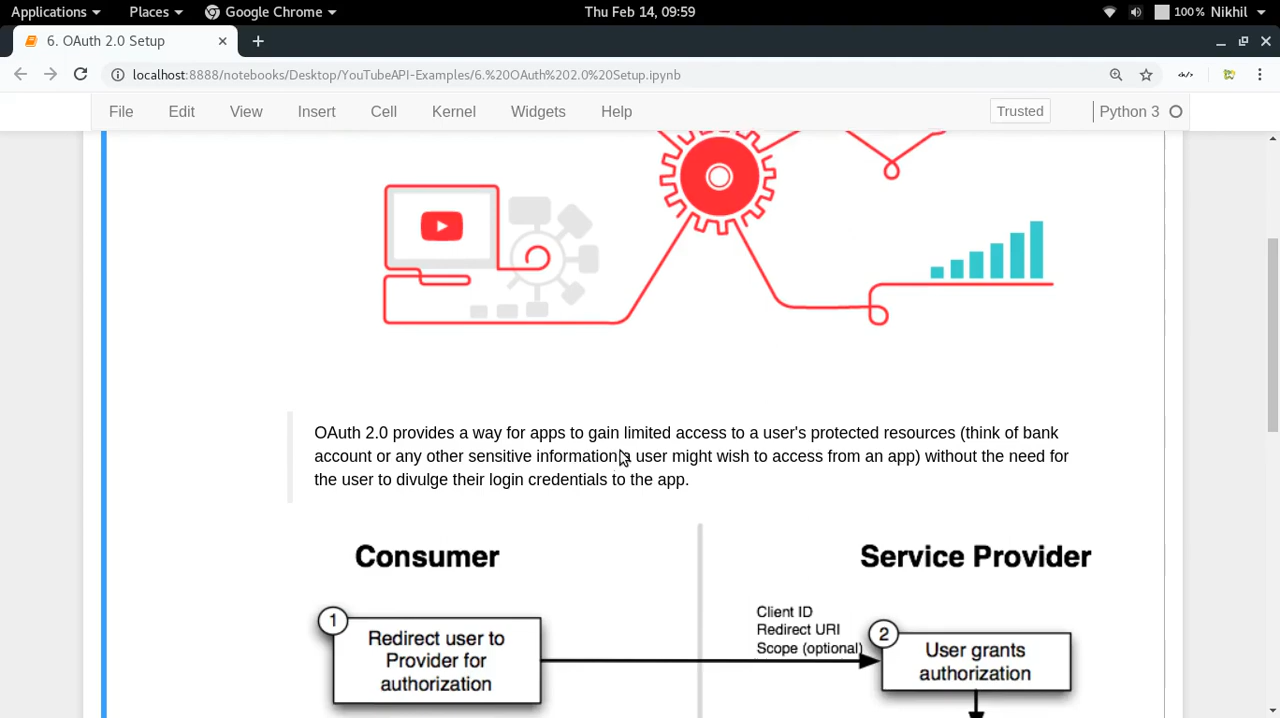 Applications Places Google Chrome Thu Feb 14, 09:59 100% Nikhil
6. OAuth 2.0 Setup
localhost:8888/notebooks/Desktop/YouTubeAPI-Examples/6.%20OAuth%202.0%20Setup.ipynb
File Edit View Insert Cell Kernel Widgets Help Trusted Python 3
OAuth 2.0 provides a way for apps to gain limited access to a user's protected resources (think of bank
account or any other sensitive information a user might wish to access from an app) without the need for
the user to divulge their login credentials to the app.
Consumer
Service Provider
1
Redirect user to
Provider for
authorization
Client ID
Redirect URI
Scope (optional)
2
User grants
authorization